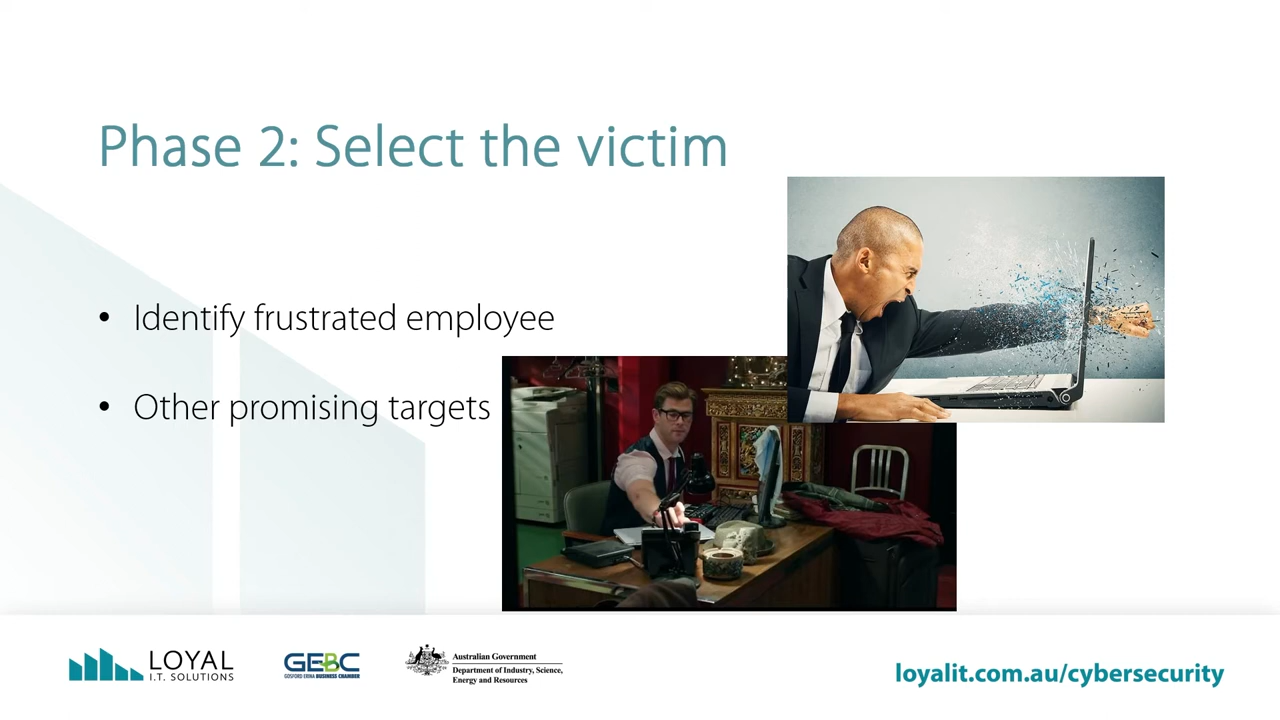 Phase 2: Select the victim
• Identify frustrated employee
• Other promising targets
LOYAL
I.T. SOLUTIONS
GEBC
GOSFORD ERINA BUSINESS CHAMBER
Australian Government
Department of Industry, Science,
Energy and Resources
loyalit.com.au/cybersecurity